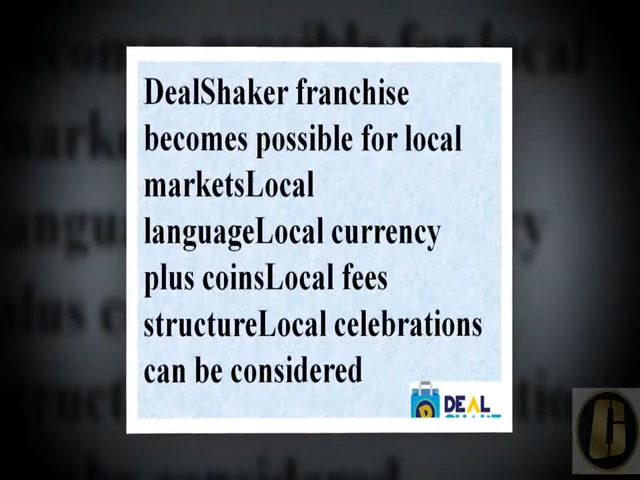 DealShaker franchise
becomes possible for local
marketsLocal
languageLocal currency
plus coinsLocal fees
structureLocal celebrations
can be considered
DEAL